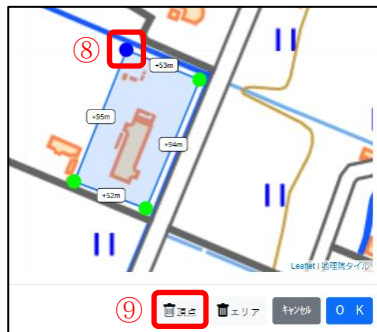 ⑧
+53m
+95m
+94m
+52m
Leaflet | 地理院タイル
⑨ 頂点 エリア キャンセル O K